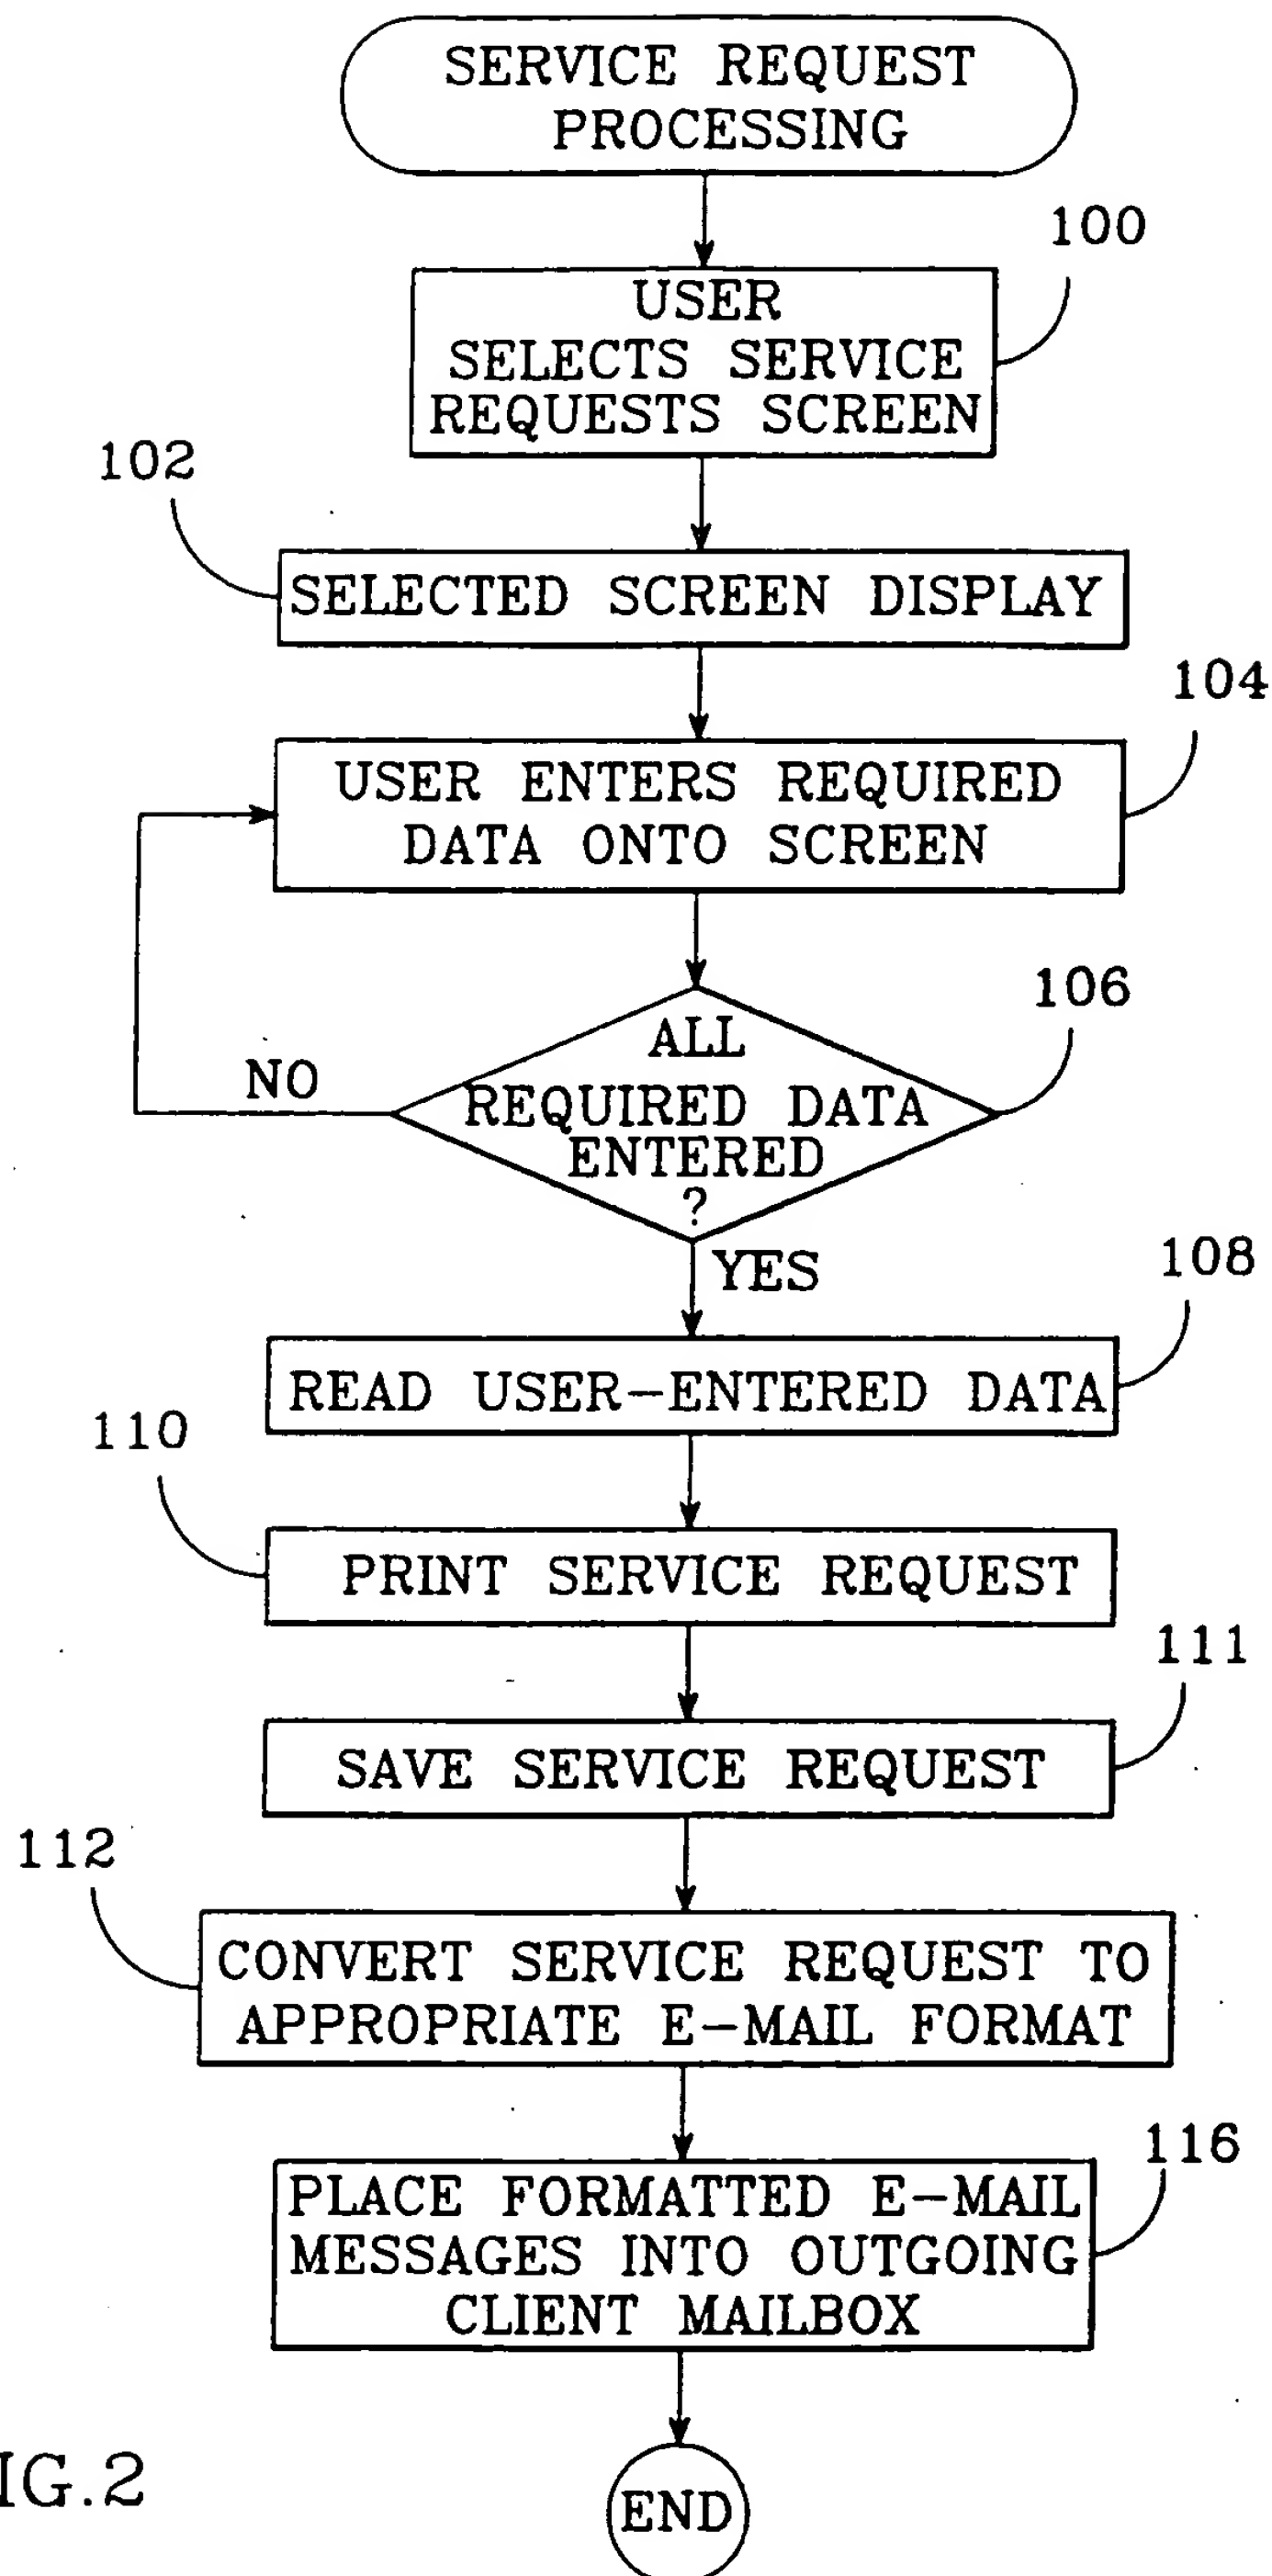 SERVICE REQUEST
PROCESSING
100
USER
SELECTS SERVICE
REQUESTS SCREEN
102
SELECTED SCREEN DISPLAY
104
USER ENTERS REQUIRED
DATA ONTO SCREEN
106
ALL
REQUIRED DATA
ENTERED
?
NO
YES
108
READ USER-ENTERED DATA
110
PRINT SERVICE REQUEST
111
SAVE SERVICE REQUEST
112
CONVERT SERVICE REQUEST TO
APPROPRIATE E-MAIL FORMAT
116
PLACE FORMATTED E-MAIL
MESSAGES INTO OUTGOING
CLIENT MAILBOX
IG.2
END